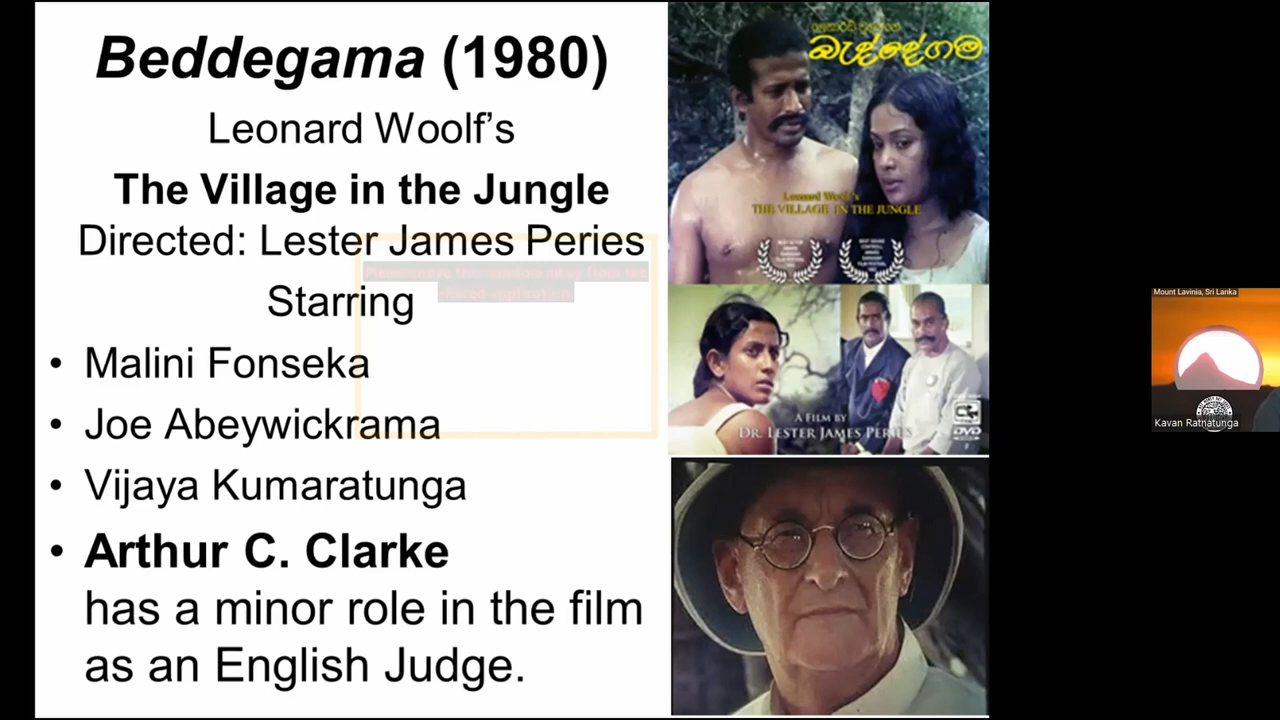 Beddegama (1980)
Leonard Woolf's
The Village in the Jungle
Directed: Lester James Peries
Starring
• Malini Fonseka
• Joe Abeywickrama
• Vijaya Kumaratunga
• Arthur C. Clarke
has a minor role in the film
as an English Judge.
බැද්දේගම
Leonard Woolf's
THE VILLAGE IN THE JUNGLE
A FILM BY
DR. LESTER JAMES PERIES
DVD
Mount Lavinia, Sri Lanka
Kavan Ratnatunga